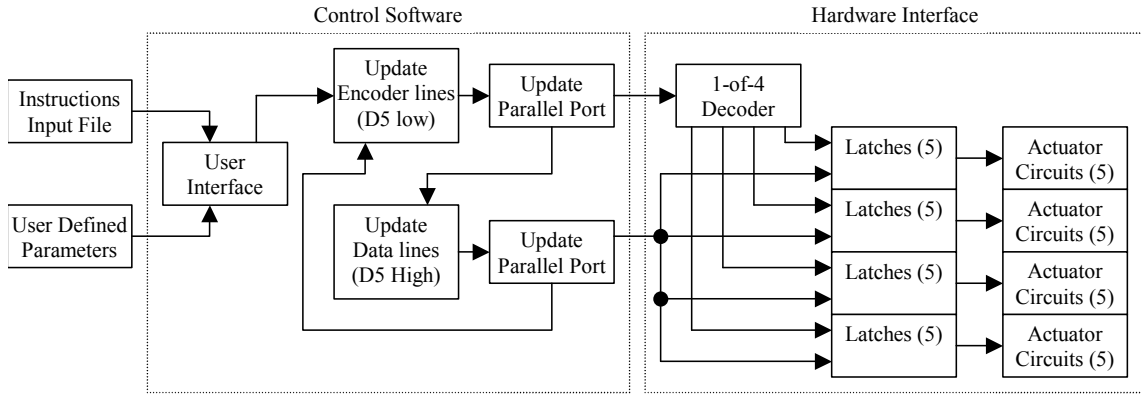 Control Software
Hardware Interface
Instructions
Input File
User Defined
Parameters
User
Interface
Update
Encoder lines
(D5 low)
Update
Parallel Port
Update
Data lines
(D5 High)
Update
Parallel Port
1-of-4
Decoder
Latches (5)
Actuator
Circuits (5)
Latches (5)
Actuator
Circuits (5)
Latches (5)
Actuator
Circuits (5)
Latches (5)
Actuator
Circuits (5)